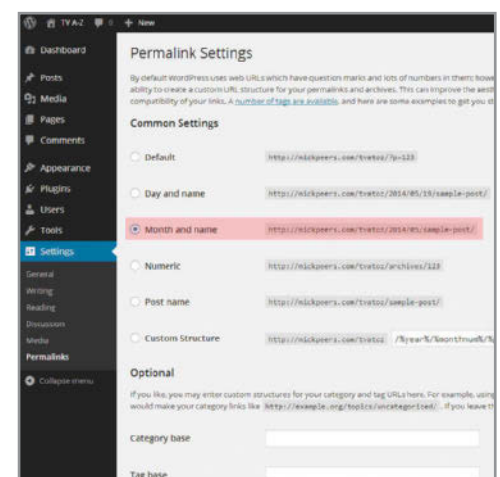 TV A-Z 0 + New
Dashboard
Posts
Media
Pages
Comments
Appearance
Plugins
Users
Tools
Settings
General
Writing
Reading
Discussion
Media
Permalinks
Collapse menu
Permalink Settings
By default WordPress uses web URLs which have question marks and lots of numbers in them; howe
ability to create a custom URL structure for your permalinks and archives. This can improve the aesth
compatibility of your links. A number of tags are available, and here are some examples to get you st
Common Settings
Default http://nickpeers.com/tvatoz/?p=123
Day and name http://nickpeers.com/tvatoz/2014/05/19/sample-post/
Month and name http://nickpeers.com/tvatoz/2014/05/sample-post/
Numeric http://nickpeers.com/tvatoz/archives/123
Post name http://nickpeers.com/tvatoz/sample-post/
Custom Structure http://nickpeers.com/tvatoz /%year%/%monthnum%/%
Optional
If you like, you may enter custom structures for your category and tag URLs here. For example, using
would make your category links like http://example.org/topics/uncategorized/ . If you leave th
Category base
Tag base